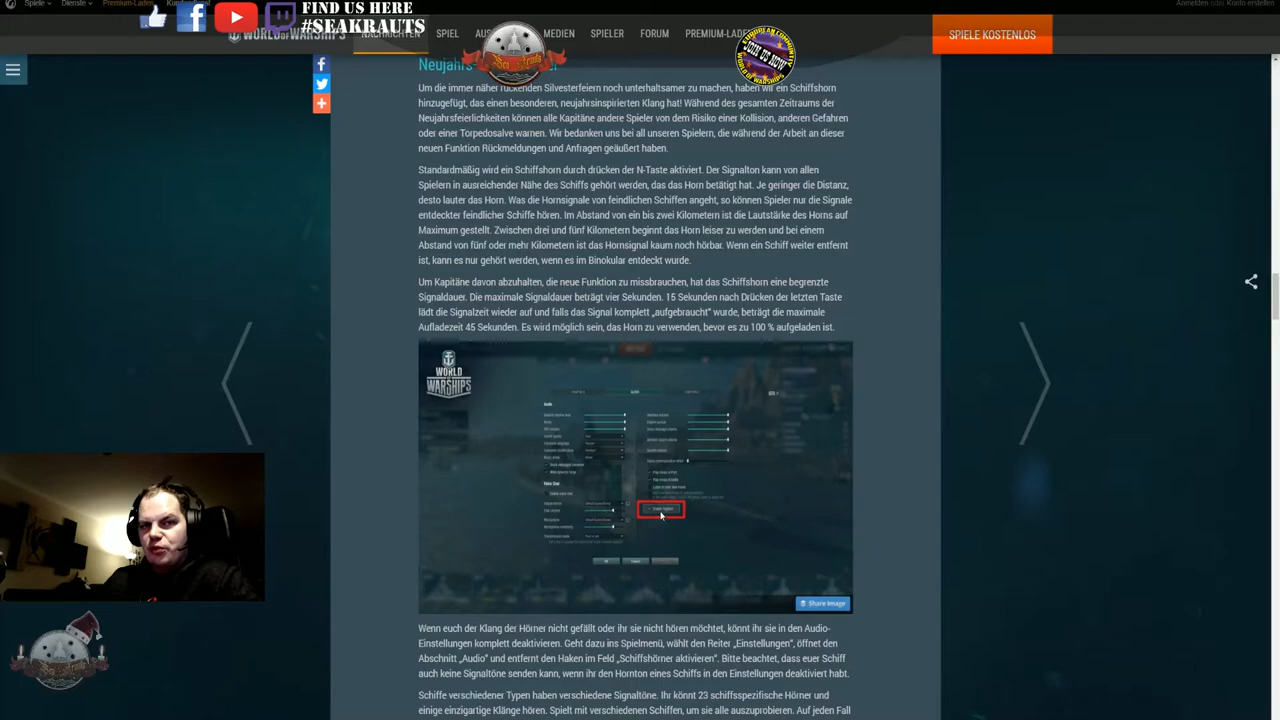 Spiele
Dienste
Premium-Laden
Anmelden oder Konto erstellen
FIND US HERE
#SEAKRAUTS
NACHRICHTEN
SPIEL
MEDIEN
SPIELER
FORUM
PREMIUM-LADEN
SPIELE KOSTENLOS
JOIN US NOW
Um die immer näher rückenden Silvesterfeiern noch unterhaltsamer zu machen, haben wir ein Schiffshorn
hinzugefügt, das einen besonderen, neujahrsinspirierten Klang hat! Während des gesamten Zeitraums der
Neujahrsfeierlichkeiten können alle Kapitäne andere Spieler von dem Risiko einer Kollision, anderen Gefahren
oder einer Torpedosalve warnen. Wir bedanken uns bei all unseren Spielern, die während der Arbeit an dieser
neuen Funktion Rückmeldungen und Anfragen geäußert haben.
Standardmäßig wird ein Schiffshorn durch drücken der N-Taste aktiviert. Der Signalton kann von allen
Spielern in ausreichender Nähe des Schiffs gehört werden, das das Horn betätigt hat. Je geringer die Distanz,
desto lauter das Horn. Was die Hornsignale von feindlichen Schiffen angeht, so können Spieler nur die Signale
entdeckter feindlicher Schiffe hören. Im Abstand von ein bis zwei Kilometern ist die Lautstärke des Horns auf
Maximum gestellt. Zwischen drei und fünf Kilometern beginnt das Horn leiser zu werden und bei einem
Abstand von fünf oder mehr Kilometern ist das Hornsignal kaum noch hörbar. Wenn ein Schiff weiter entfernt
ist, kann es nur gehört werden, wenn es im Binokular entdeckt wurde.
Um Kapitäne davon abzuhalten, die neue Funktion zu missbrauchen, hat das Schiffshorn eine begrenzte
Signaldauer. Die maximale Signaldauer beträgt vier Sekunden. 15 Sekunden nach Drücken der letzten Taste
lädt die Signalzeit wieder auf und falls das Signal komplett „aufgebraucht“ wurde, beträgt die maximale
Aufladezeit 45 Sekunden. Es wird möglich sein, das Horn zu verwenden, bevor es zu 100 % aufgeladen ist.
WORLD OF
WARSHIPS
Share Image
Wenn euch der Klang der Hörner nicht gefällt oder ihr sie nicht hören möchtet, könnt ihr sie in den Audio-
Einstellungen komplett deaktivieren. Geht dazu ins Spielmenü, wählt den Reiter „Einstellungen“, öffnet den
Abschnitt „Audio“ und entfernt den Haken im Feld „Schiffshörner aktivieren“. Bitte beachtet, dass euer Schiff
auch keine Signaltöne senden kann, wenn ihr den Hornton eines Schiffs in den Einstellungen deaktiviert habt.
Schiffe verschiedener Typen haben verschiedene Signaltöne. Ihr könnt 23 schiffsspezifische Hörner und
einige einzigartige Klänge hören. Spielt mit verschiedenen Schiffen, um sie alle auszuprobieren. Auf jeden Fall